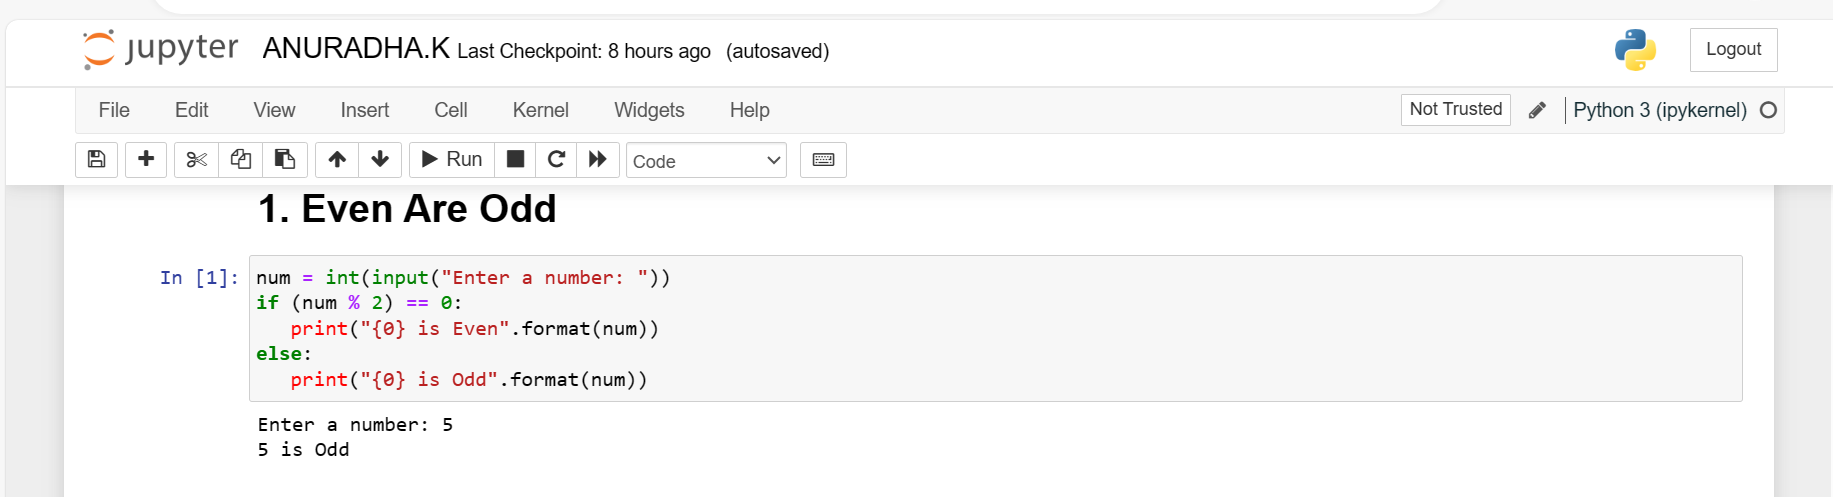 jupyter ANURADHA.K Last Checkpoint: 8 hours ago (autosaved) Logout
File Edit View Insert Cell Kernel Widgets Help Not Trusted Python 3 (ipykernel)
Run Code
1. Even Are Odd
In [1]: num = int(input("Enter a number: "))
if (num % 2) == 0:
   print("{0} is Even".format(num))
else:
   print("{0} is Odd".format(num))
Enter a number: 5
5 is Odd